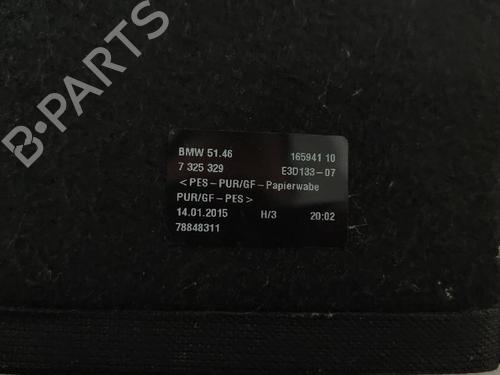 BMW 51.46 165941 10
7 325 329 E3D133-07
<PES-PUR/GF-Papierwabe
PUR/GF-PES>
14.01.2015 H/3 20:02
78848311
B-PARTS